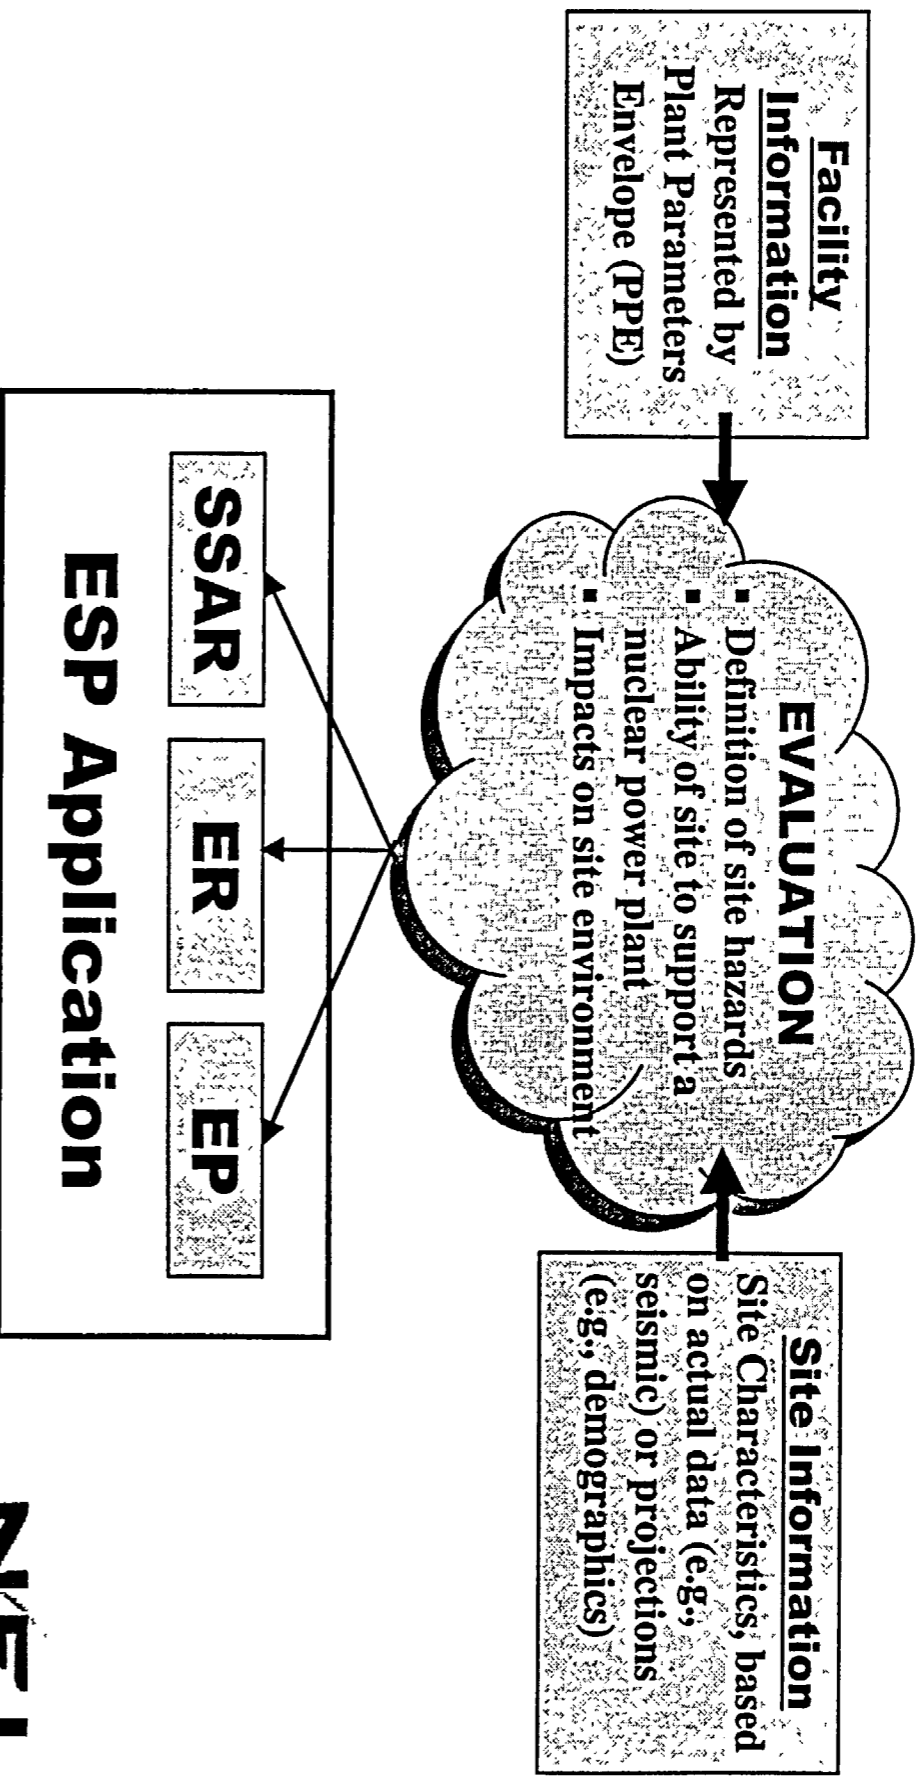 Facility
Information
Represented by
Plant Parameters
Envelope (PPE)
EVALUATION
▪ Definition of site hazards
▪ Ability of site to support a
nuclear power plant
▪ Impacts on site environment
Site Information
Site Characteristics, based
on actual data (e.g.,
seismic) or projections
(e.g., demographics)
SSAR
ER
EP
ESP Application